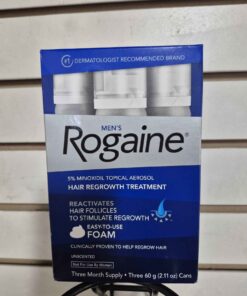 #1 DERMATOLOGIST RECOMMENDED BRAND
MEN'S
Rogaine®
5% MINOXIDIL TOPICAL AEROSOL
HAIR REGROWTH TREATMENT
REACTIVATES
HAIR FOLLICLES
TO STIMULATE REGROWTH
EASY-TO-USE
FOAM
CLINICALLY PROVEN TO HELP REGROW HAIR
UNSCENTED
Not For Use By Women
Three Month Supply • Three 60 g (2.11 oz) Cans